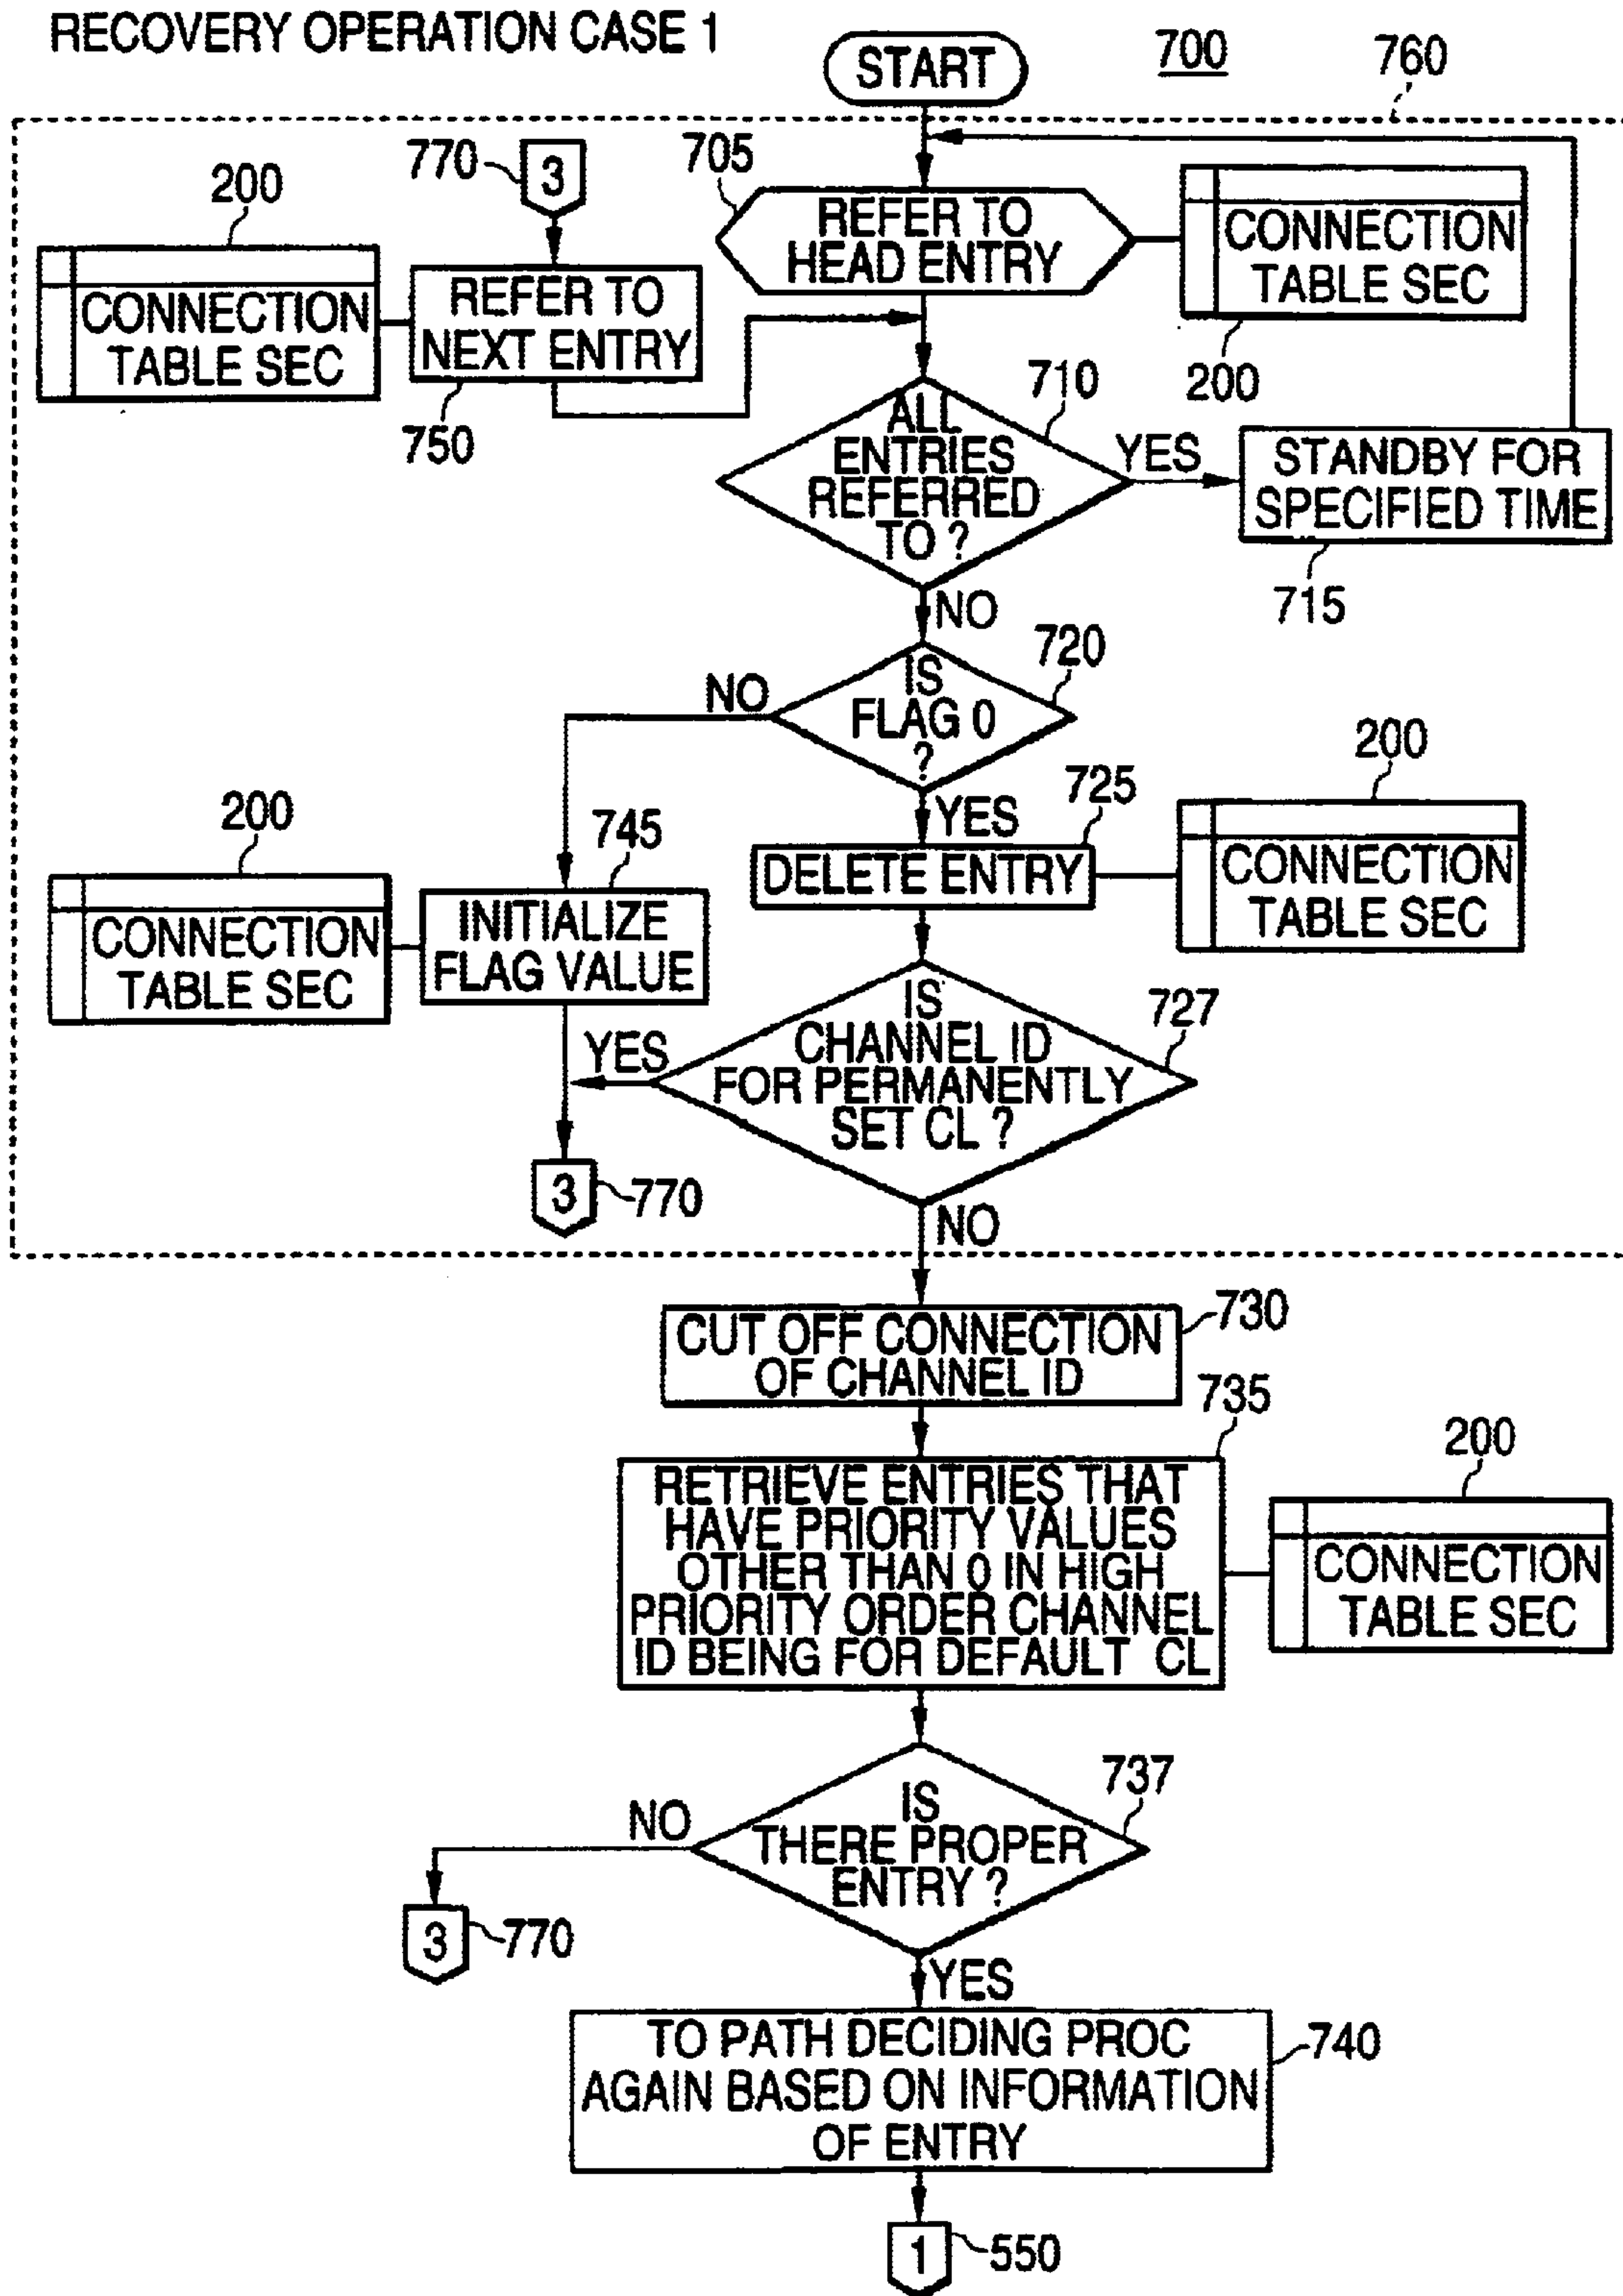 RECOVERY OPERATION CASE 1
START
700
760
770
3
705
200
REFER TO
HEAD ENTRY
CONNECTION
TABLE SEC
200
CONNECTION
TABLE SEC
REFER TO
NEXT ENTRY
750
710
ALL
ENTRIES
REFERRED
TO ?
YES
STANDBY FOR
SPECIFIED TIME
715
NO
720
IS
FLAG 0
?
NO
YES
725
200
DELETE ENTRY
CONNECTION
TABLE SEC
200
745
CONNECTION
TABLE SEC
INITIALIZE
FLAG VALUE
727
IS
CHANNEL ID
FOR PERMANENTLY
SET CL ?
YES
3
770
NO
CUT OFF CONNECTION
OF CHANNEL ID
730
735
200
RETRIEVE ENTRIES THAT
HAVE PRIORITY VALUES
OTHER THAN 0 IN HIGH
PRIORITY ORDER CHANNEL
ID BEING FOR DEFAULT CL
CONNECTION
TABLE SEC
737
IS
THERE PROPER
ENTRY ?
NO
3
770
YES
TO PATH DECIDING PROC
AGAIN BASED ON INFORMATION
OF ENTRY
740
1
550